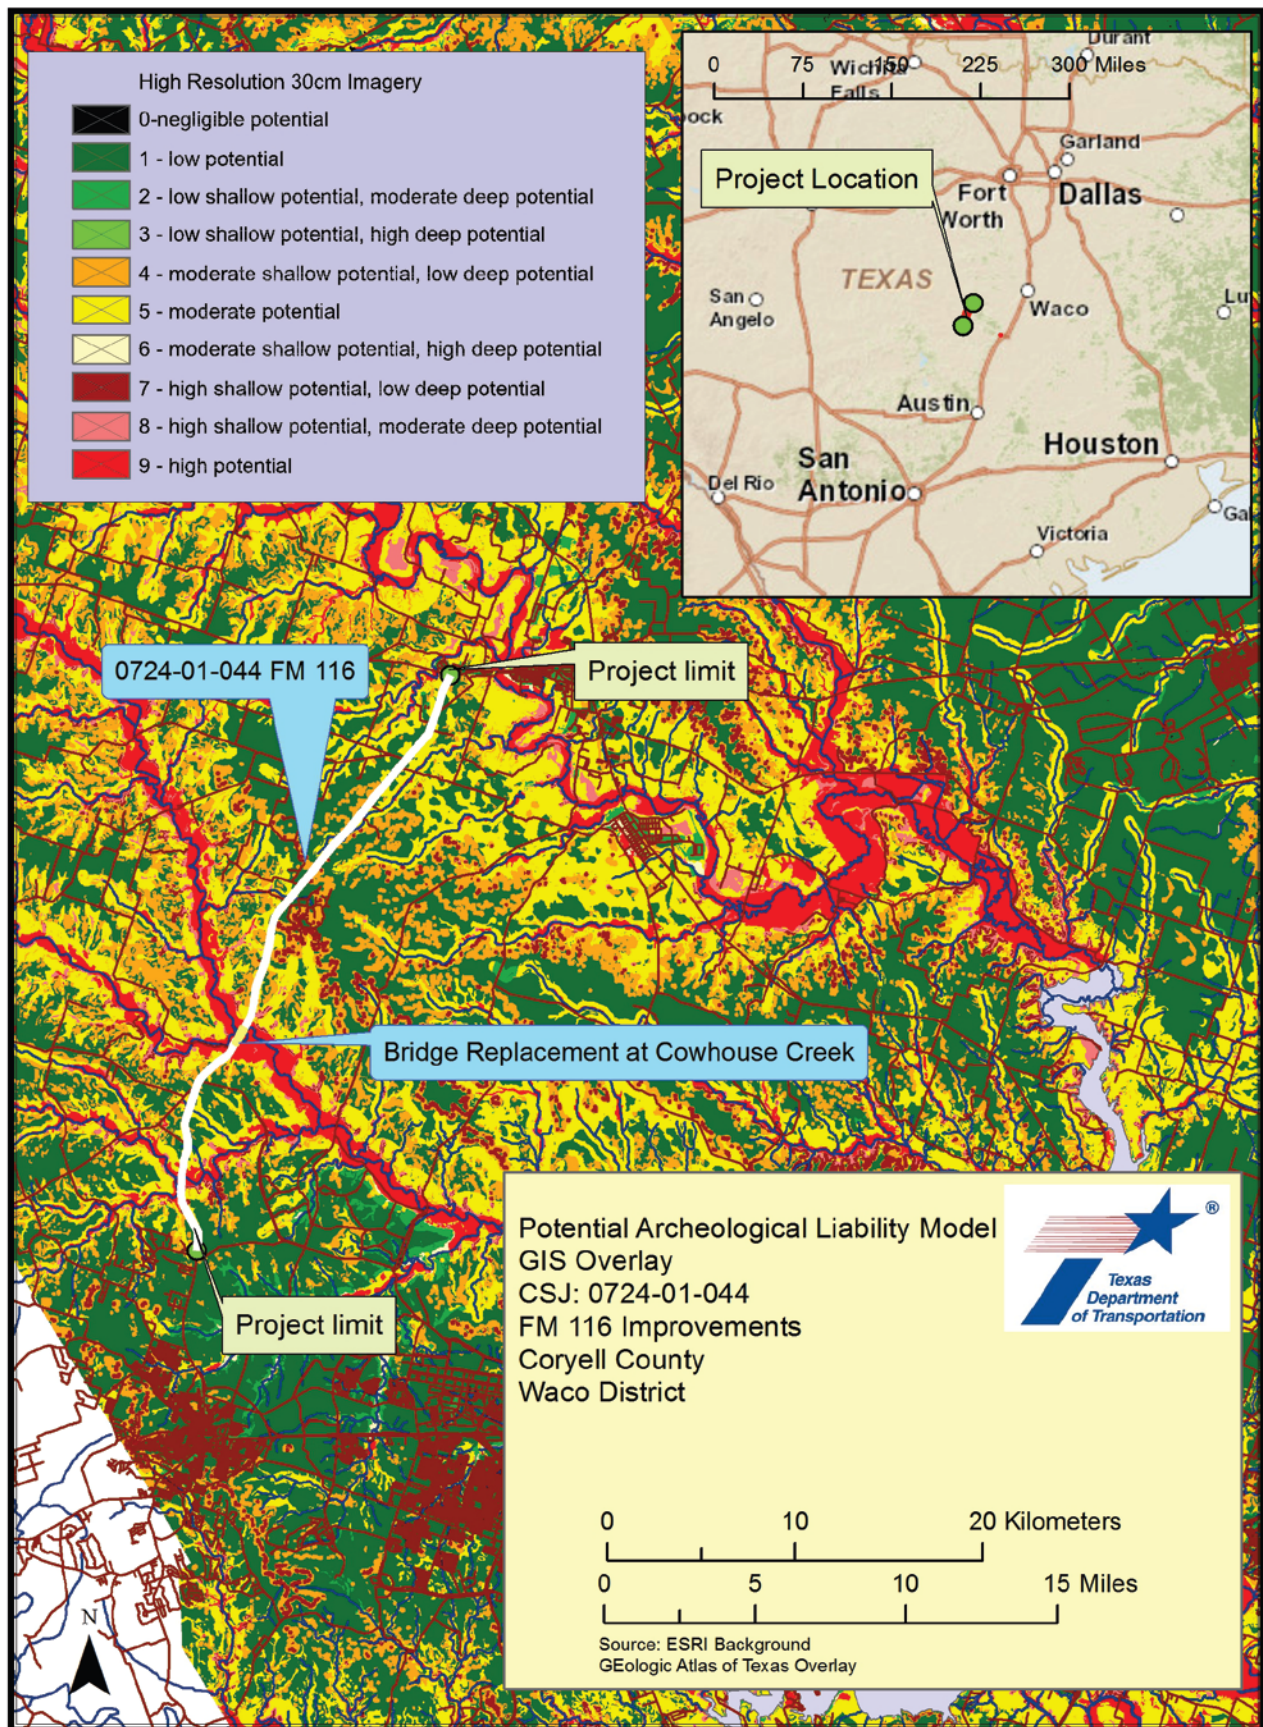 High Resolution 30cm Imagery
0-negligible potential
1 - low potential
2 - low shallow potential, moderate deep potential
3 - low shallow potential, high deep potential
4 - moderate shallow potential, low deep potential
5 - moderate potential
6 - moderate shallow potential, high deep potential
7 - high shallow potential, low deep potential
8 - high shallow potential, moderate deep potential
9 - high potential
0 75 150 225 300 Miles
Durant
Wichita
Falls
ock
Garland
Project Location
Fort
Worth
Dallas
TEXAS
San
Angelo
Waco
Lu
Austin
Houston
San
Antonio
Del Rio
Gal
Victoria
0724-01-044 FM 116
Project limit
Bridge Replacement at Cowhouse Creek
Project limit
Potential Archeological Liability Model
GIS Overlay
CSJ: 0724-01-044
FM 116 Improvements
Coryell County
Waco District
®
Texas
Department
of Transportation
0 10 20 Kilometers
0 5 10 15 Miles
Source: ESRI Background
GEologic Atlas of Texas Overlay
N